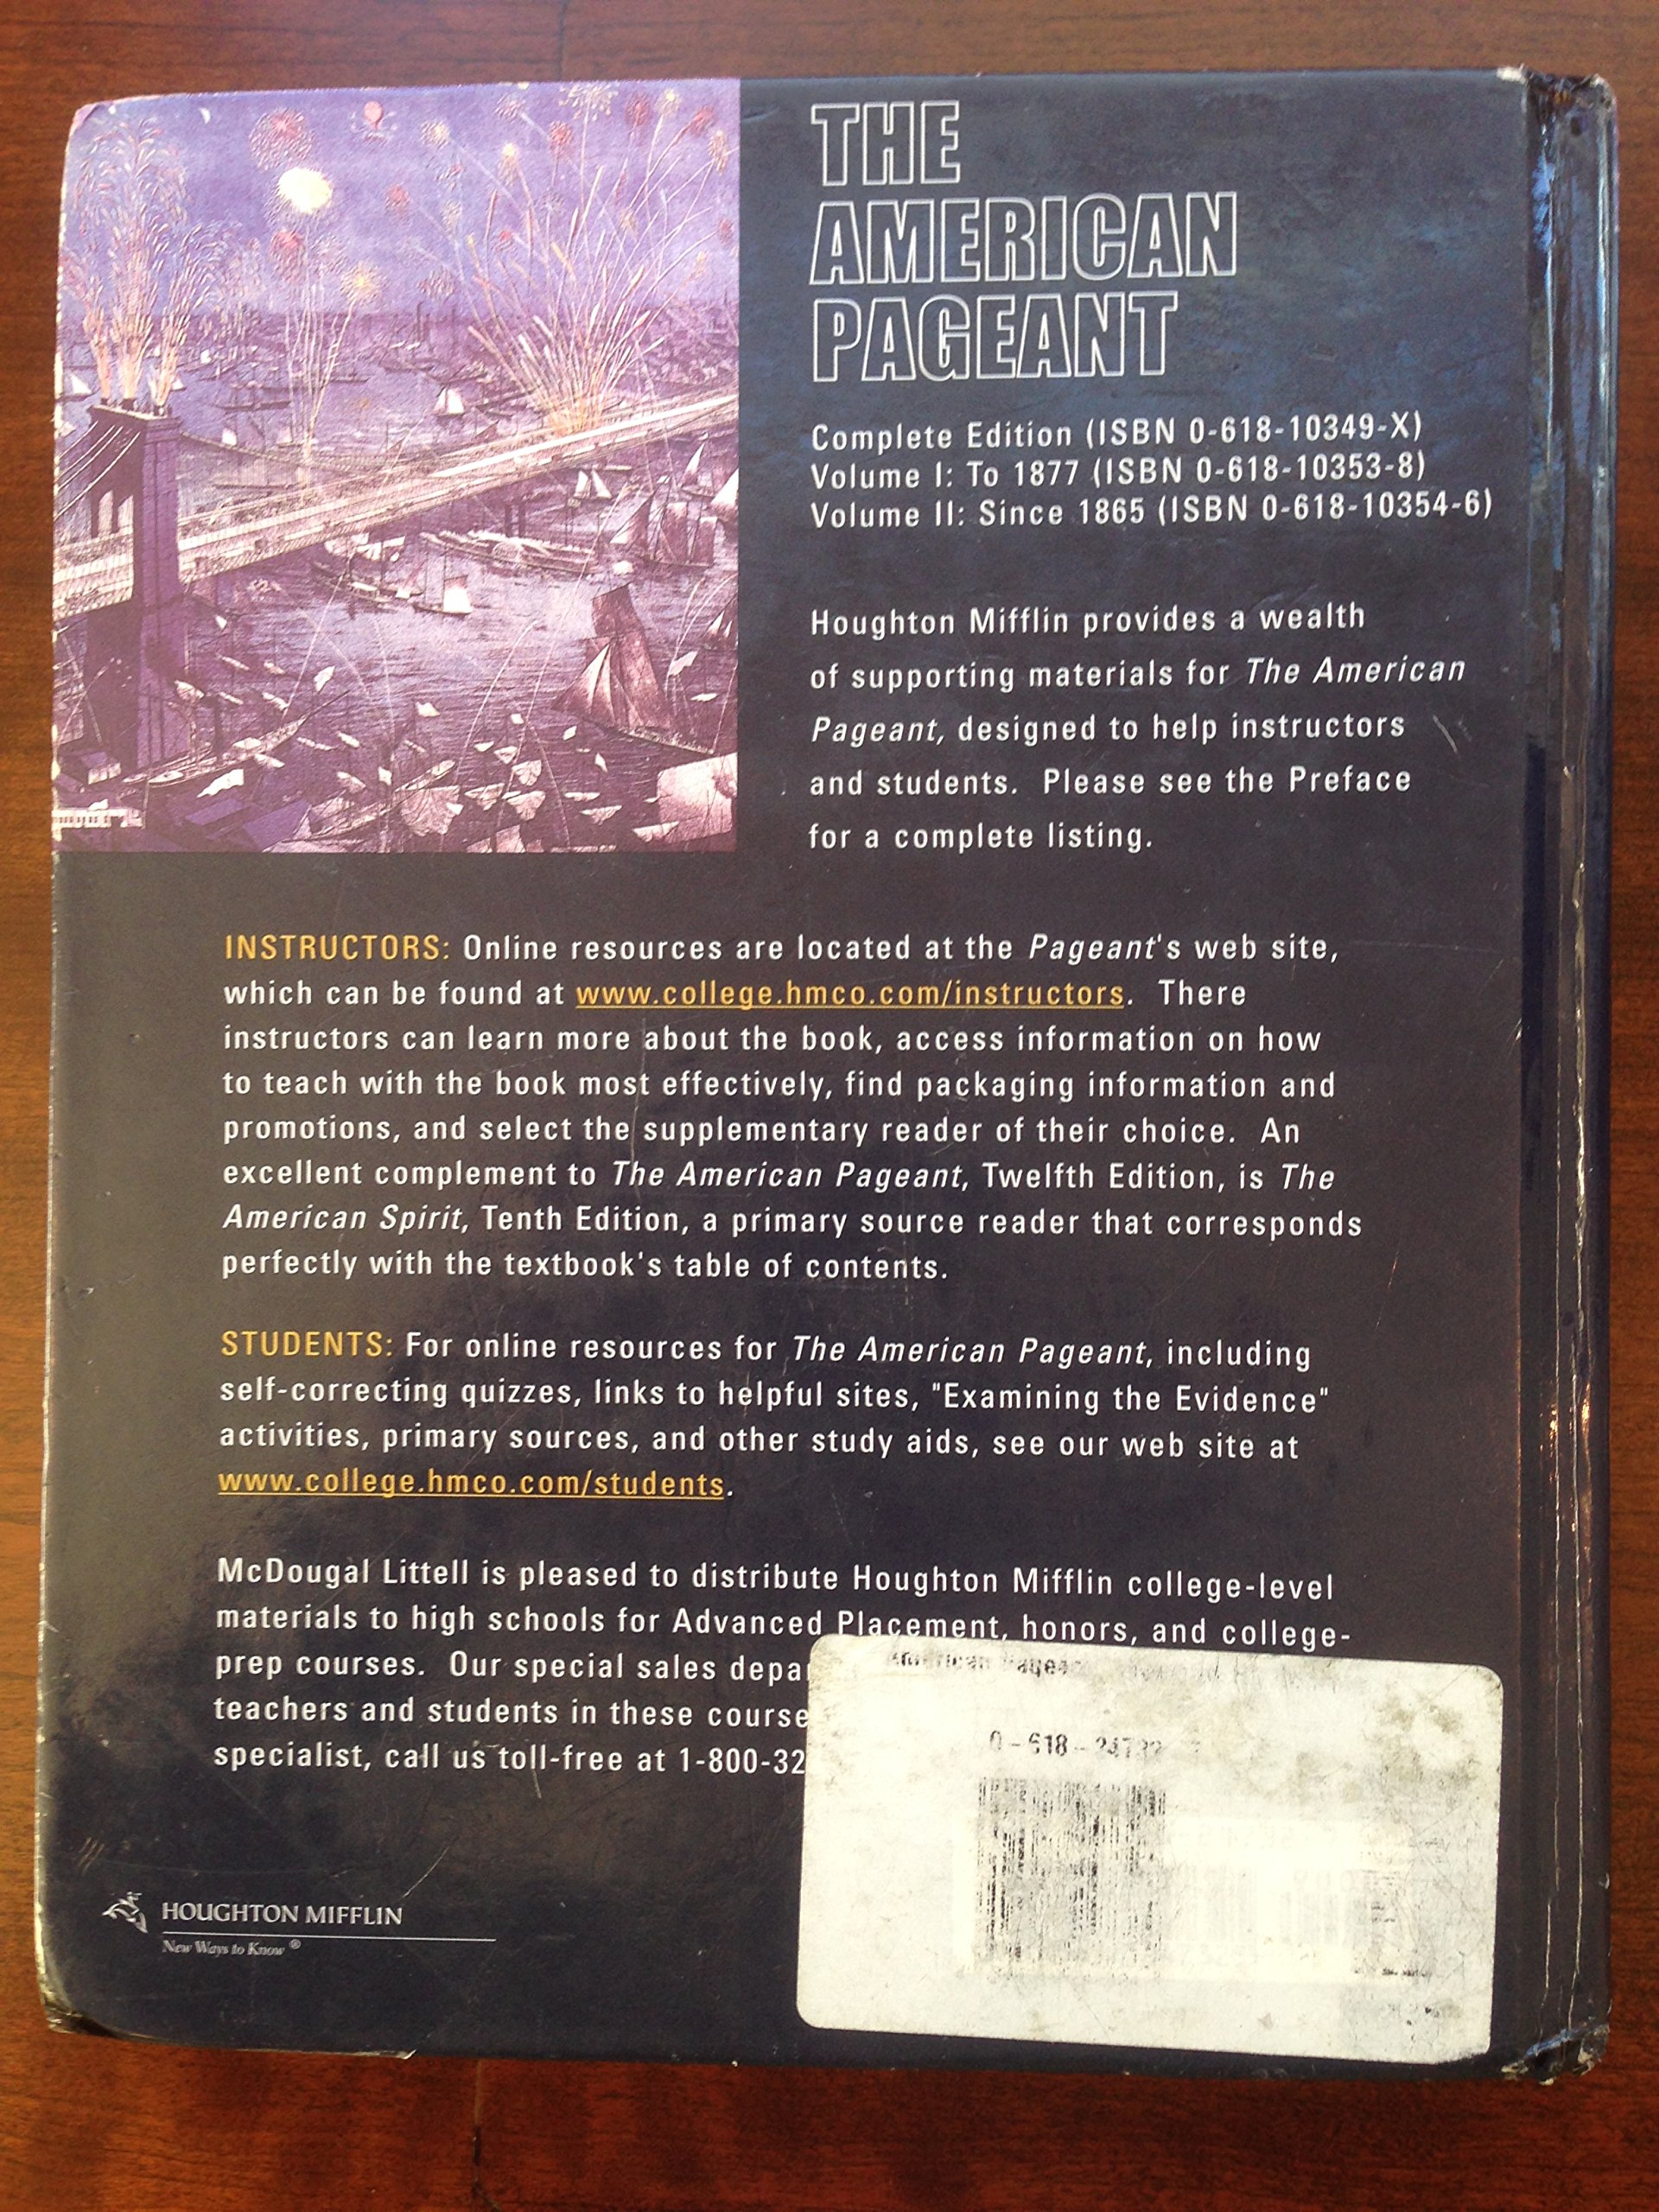 THE
AMERICAN
PAGEANT
Complete Edition (ISBN 0-618-10349-X)
Volume I: To 1877 (ISBN 0-618-10353-8)
Volume II: Since 1865 (ISBN 0-618-10354-6)
Houghton Mifflin provides a wealth
of supporting materials for The American
Pageant, designed to help instructors
and students. Please see the Preface
for a complete listing.
INSTRUCTORS: Online resources are located at the Pageant's web site,
which can be found at www.college.hmco.com/instructors. There
instructors can learn more about the book, access information on how
to teach with the book most effectively, find packaging information and
promotions, and select the supplementary reader of their choice. An
excellent complement to The American Pageant, Twelfth Edition, is The
American Spirit, Tenth Edition, a primary source reader that corresponds
perfectly with the textbook's table of contents.
STUDENTS: For online resources for The American Pageant, including
self-correcting quizzes, links to helpful sites, "Examining the Evidence"
activities, primary sources, and other study aids, see our web site at
www.college.hmco.com/students.
McDougal Littell is pleased to distribute Houghton Mifflin college-level
materials to high schools for Advanced Placement, honors, and college-
prep courses. Our special sales depa
teachers and students in these course
specialist, call us toll-free at 1-800-32
American Pageant
HOUGHTON MIFFLIN
New Ways to Know®